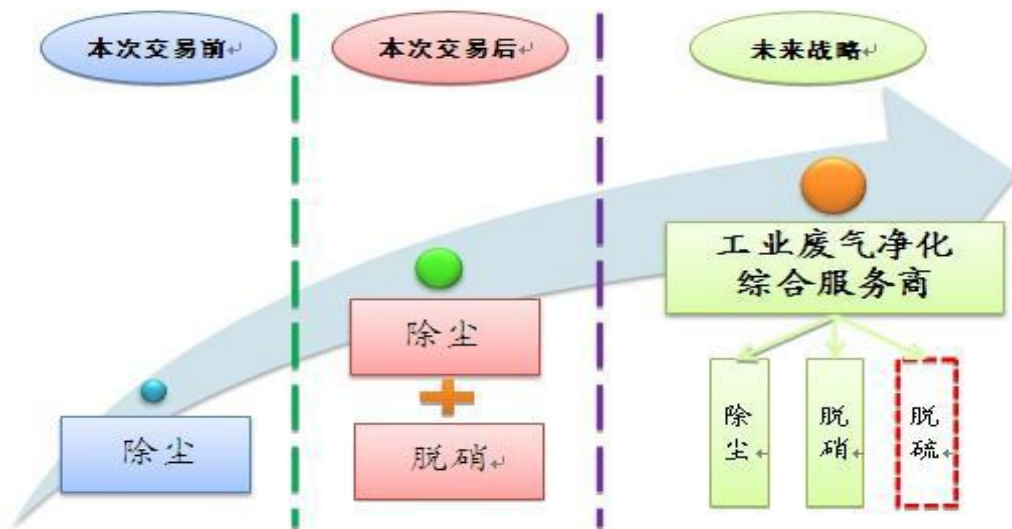 本次交易前
本次交易后
未来战略
工业废气净化
综合服务商
除尘
脱硝
除尘
除尘
脱硝
脱硫